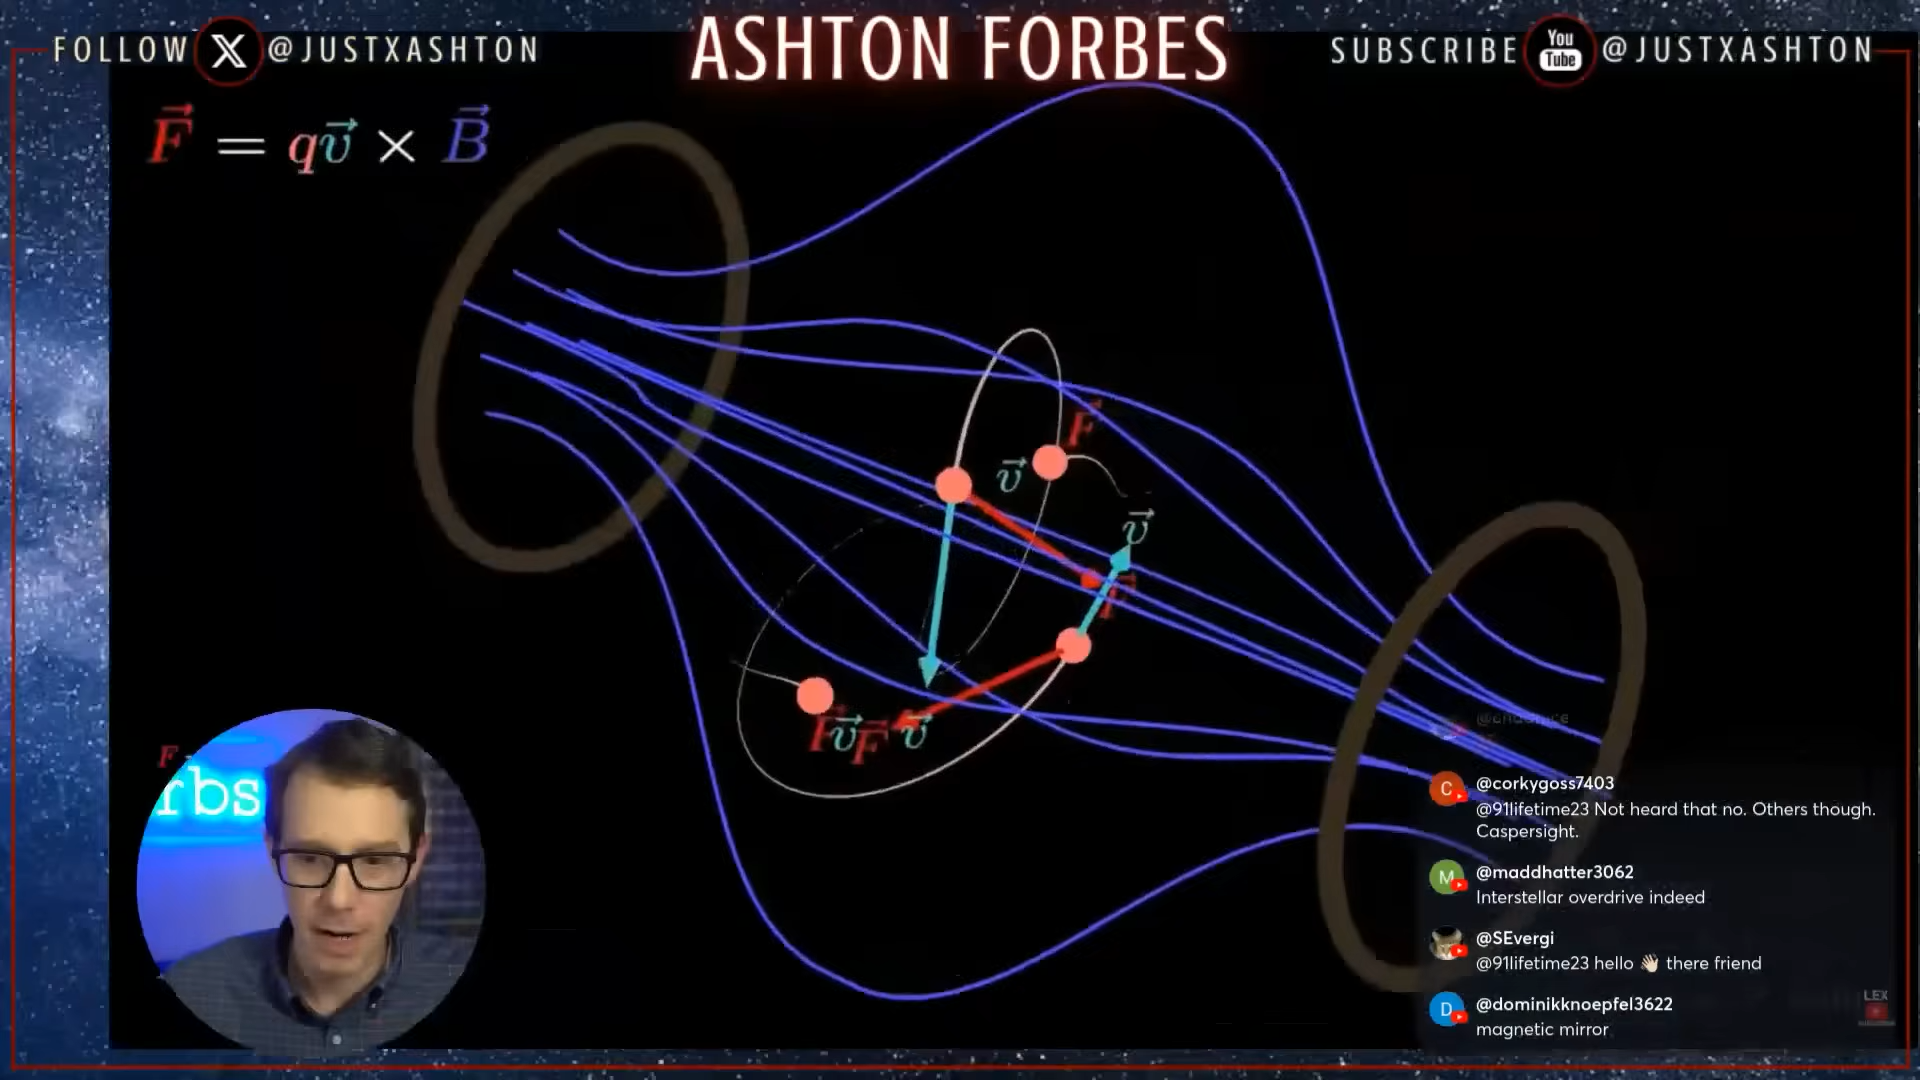 FOLLOW X @JUSTXASHTON
ASHTON FORBES
SUBSCRIBE You Tube @JUSTXASHTON
F⃗ = qv⃗ × B⃗
F⃗
v⃗
v⃗
F⃗
F⃗ v⃗ F⃗ v⃗
F
rbs
@corkygoss7403
@91lifetime23 Not heard that no. Others though.
Caspersight.
@maddhatter3062
Interstellar overdrive indeed
@SEvergi
@91lifetime23 hello 👋🏻 there friend
@dominikknoepfel3622
magnetic mirror
C
M
D
LEX